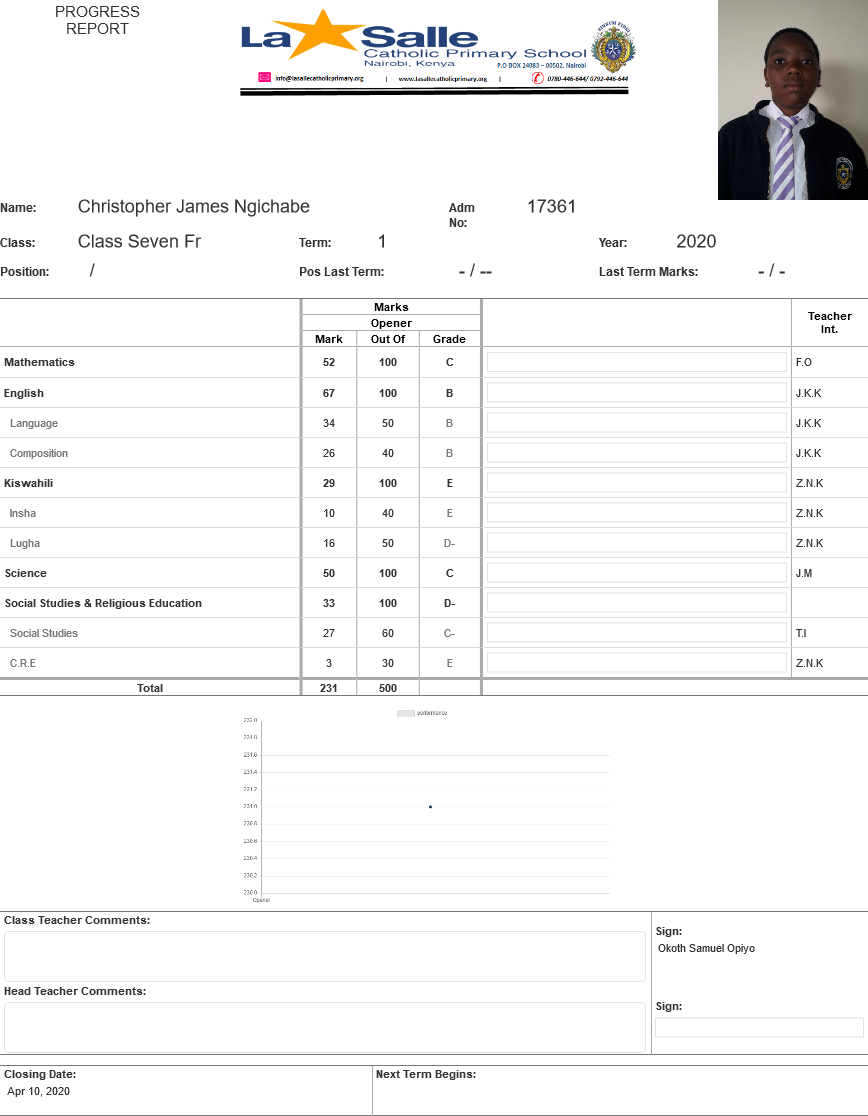 PROGRESS
REPORT
La Salle
Catholic Primary School
Nairobi, Kenya
P.O BOX 24083 – 00502, Nairobi
info@lasallecatholicprimary.org | www.lasallecatholicprimary.org | 0780-446-644/ 0792-446-644
Name: Christopher James Ngichabe Adm No: 17361
Class: Class Seven Fr Term: 1 Year: 2020
Position: / Pos Last Term: - / -- Last Term Marks: - / -
Marks
Opener
Mark Out Of Grade Teacher Int.
Mathematics 52 100 C F.O
English 67 100 B J.K.K
Language 34 50 B J.K.K
Composition 26 40 B J.K.K
Kiswahili 29 100 E Z.N.K
Insha 10 40 E Z.N.K
Lugha 16 50 D- Z.N.K
Science 50 100 C J.M
Social Studies & Religious Education 33 100 D-
Social Studies 27 60 C- T.I
C.R.E 3 30 E Z.N.K
Total 231 500
performance
232.0
231.8
231.6
231.4
231.2
231.0
230.8
230.6
230.4
230.2
230.0
Opener
Class Teacher Comments:
Sign:
Okoth Samuel Opiyo
Head Teacher Comments:
Sign:
Closing Date: Next Term Begins:
Apr 10, 2020